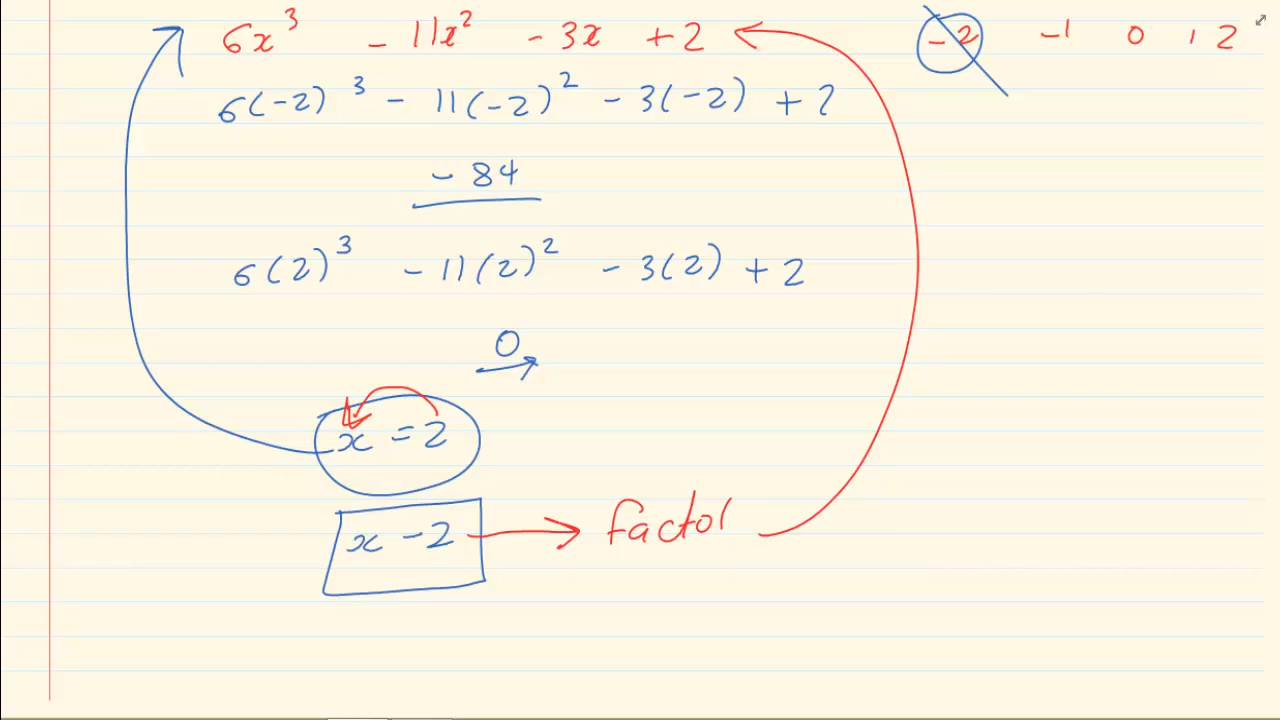 6x³ - 11x² - 3x + 2 -2 -1 0 1 2
6(-2)³ - 11(-2)² - 3(-2) + 2
- 84
6(2)³ - 11(2)² - 3(2) + 2
0
x = 2
x - 2 → factor